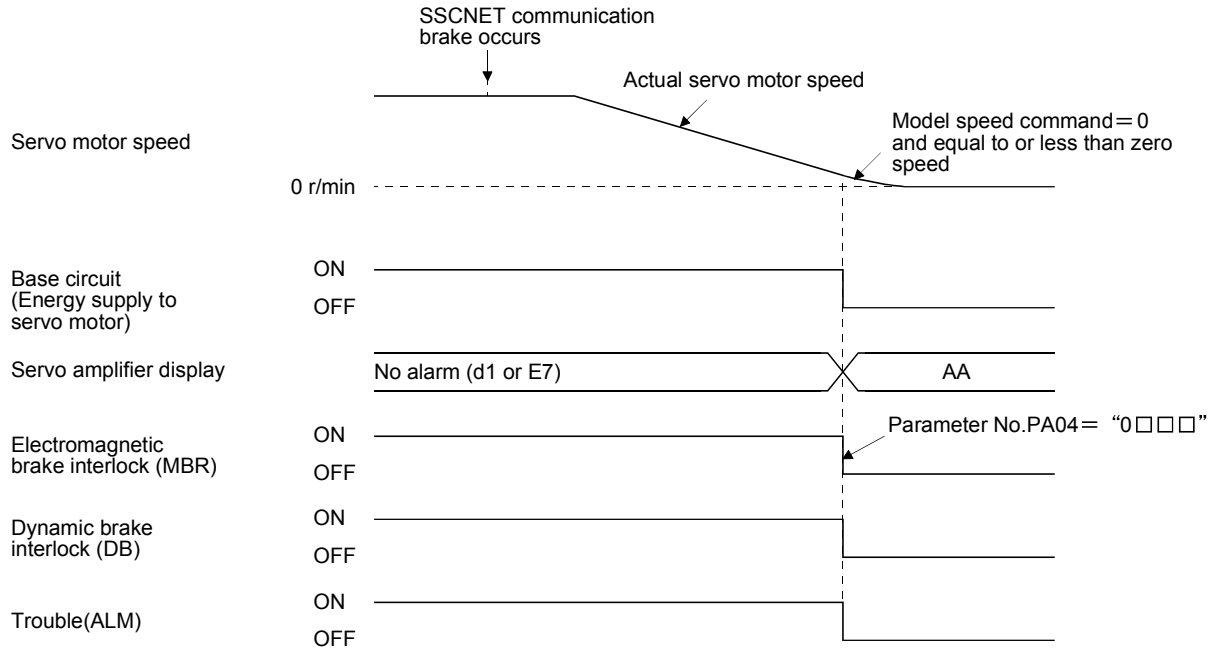 SSCNET communication
brake occurs
Actual servo motor speed
Model speed command＝0
and equal to or less than zero
speed
Servo motor speed
0 r/min
Base circuit
(Energy supply to
servo motor)
ON
OFF
Servo amplifier display
No alarm (d1 or E7)
AA
Electromagnetic
brake interlock (MBR)
ON
OFF
Parameter No.PA04＝ “0□□□”
Dynamic brake
interlock (DB)
ON
OFF
Trouble(ALM)
ON
OFF